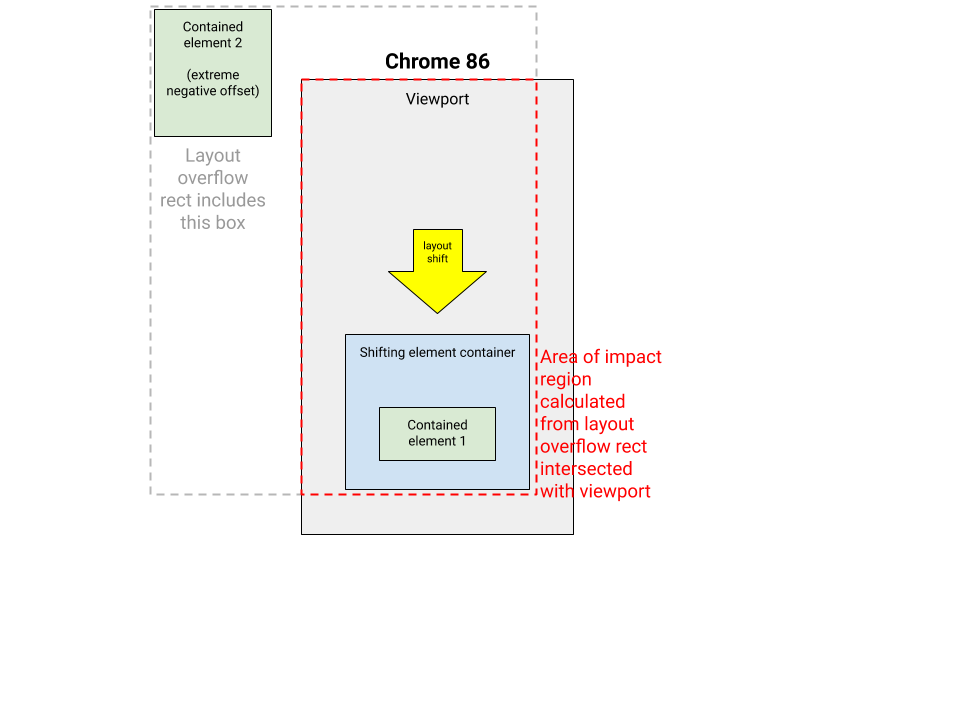 Contained
element 2
(extreme
negative offset)
Layout
overflow
rect includes
this box
Chrome 86
Viewport
layout
shift
Shifting element container
Contained
element 1
Area of impact
region
calculated
from layout
overflow rect
intersected
with viewport